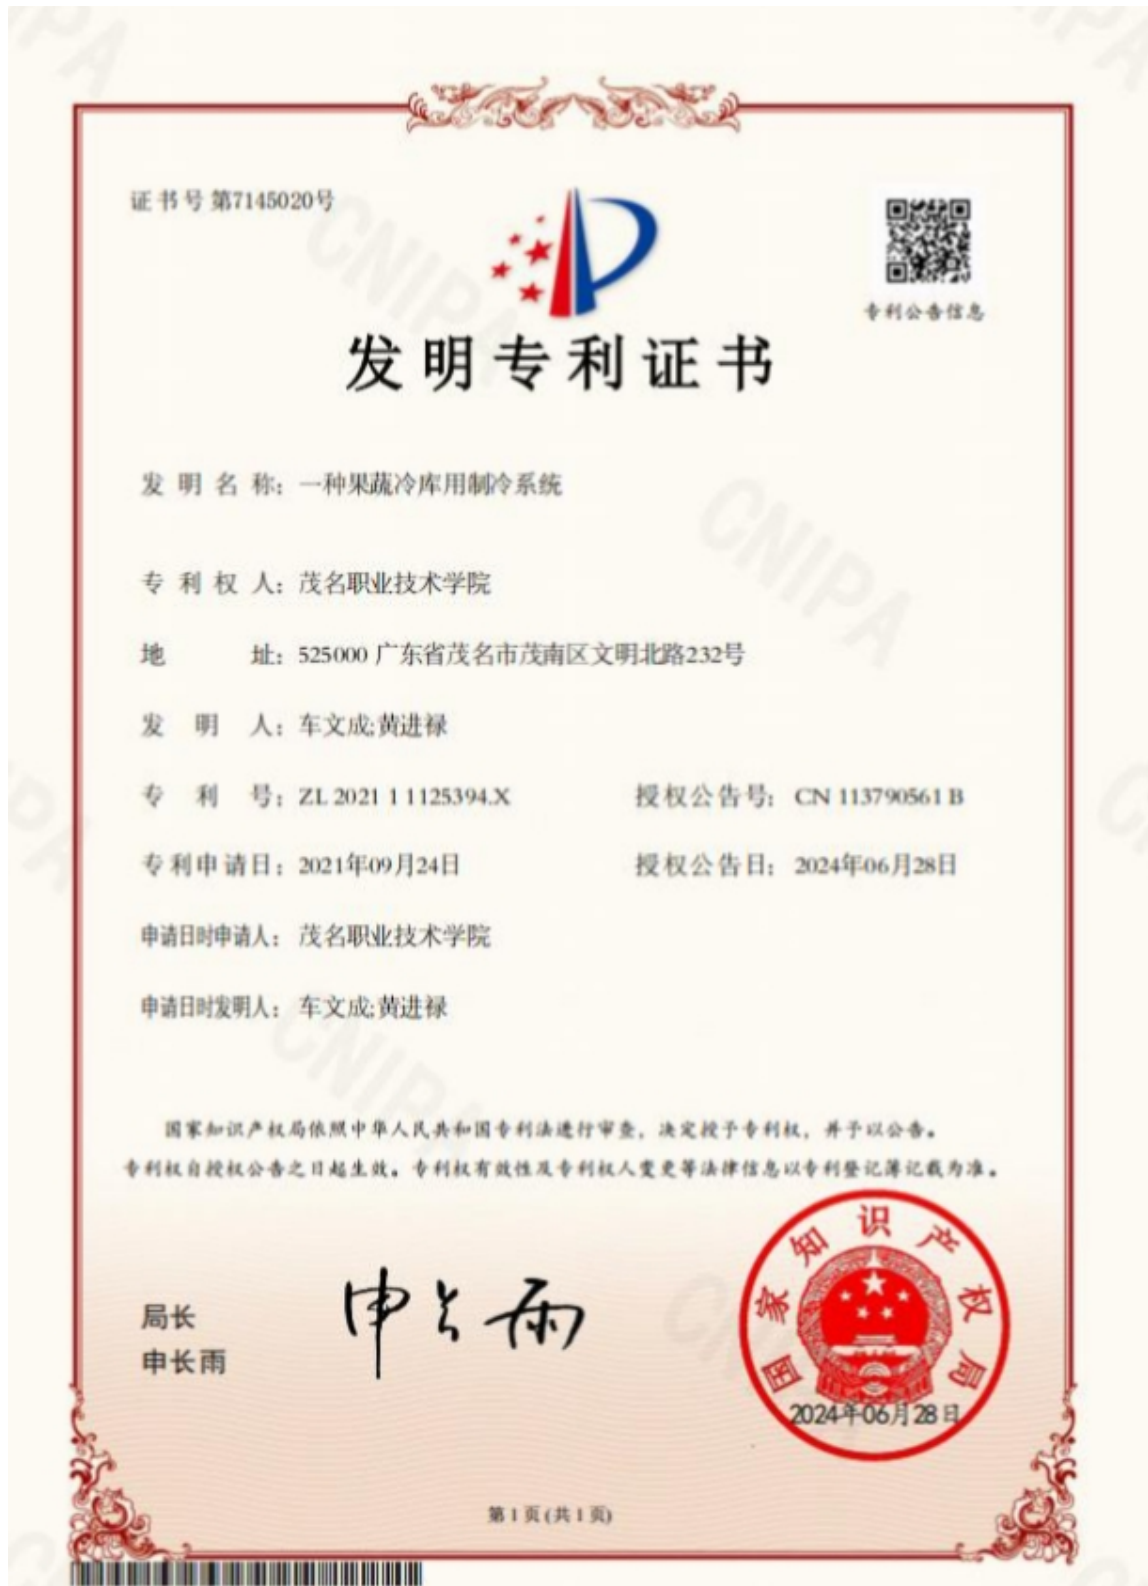 证书号第7145020号
专利公告信息
发明专利证书
发明名称：一种果蔬冷库用制冷系统
专利权人：茂名职业技术学院
地址：525000 广东省茂名市茂南区文明北路232号
发明人：车文成;黄进禄
专利号：ZL 2021 1 1125394.X 授权公告号：CN 113790561 B
专利申请日：2021年09月24日 授权公告日：2024年06月28日
申请日时申请人：茂名职业技术学院
申请日时发明人：车文成;黄进禄
国家知识产权局依照中华人民共和国专利法进行审查，决定授予专利权，并予以公告。
专利权自授权公告之日起生效。专利权有效性及专利权人变更等法律信息以专利登记簿记载为准。
局长
申长雨
申长雨
国家知识产权局
2024年06月28日
第1页(共1页)
CNIPA
CNIPA
CNIPA
CNIPA